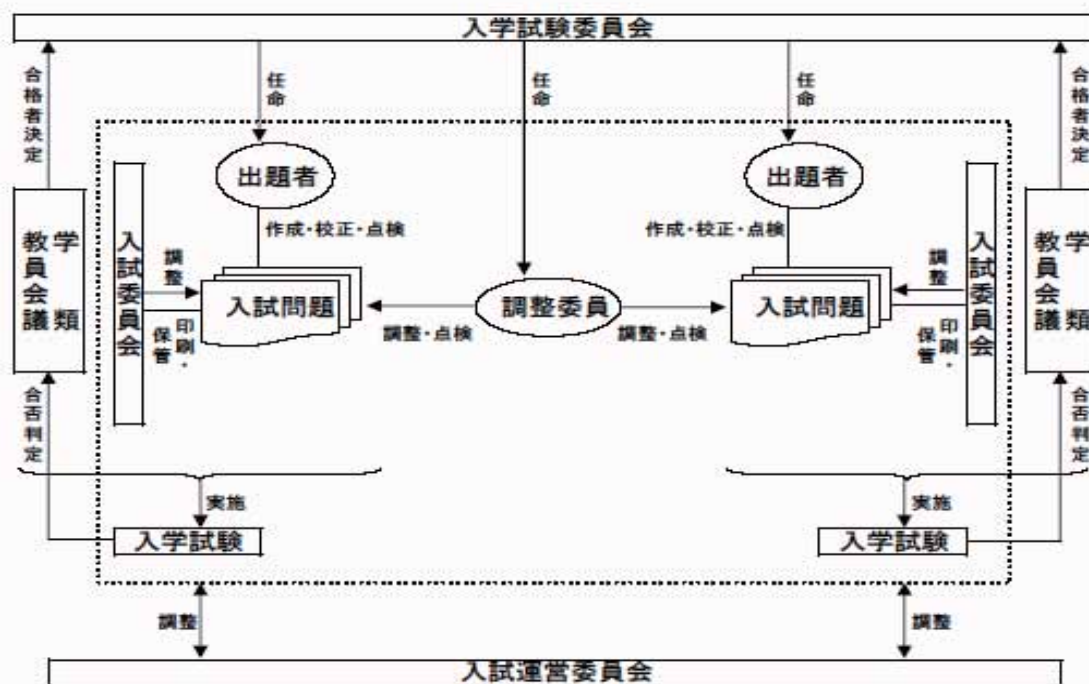 入学試験委員会
合格者決定
任命
任命
任命
合格者決定
出題者
出題者
作成・校正・点検
作成・校正・点検
学類
教員会議
入試委員会
調整
入試問題
印刷・
保管
調整委員
調整・点検
調整・点検
入試問題
調整
印刷・
保管
入試委員会
学類
教員会議
合否判定
合否判定
実施
実施
入学試験
入学試験
調整
調整
入試運営委員会